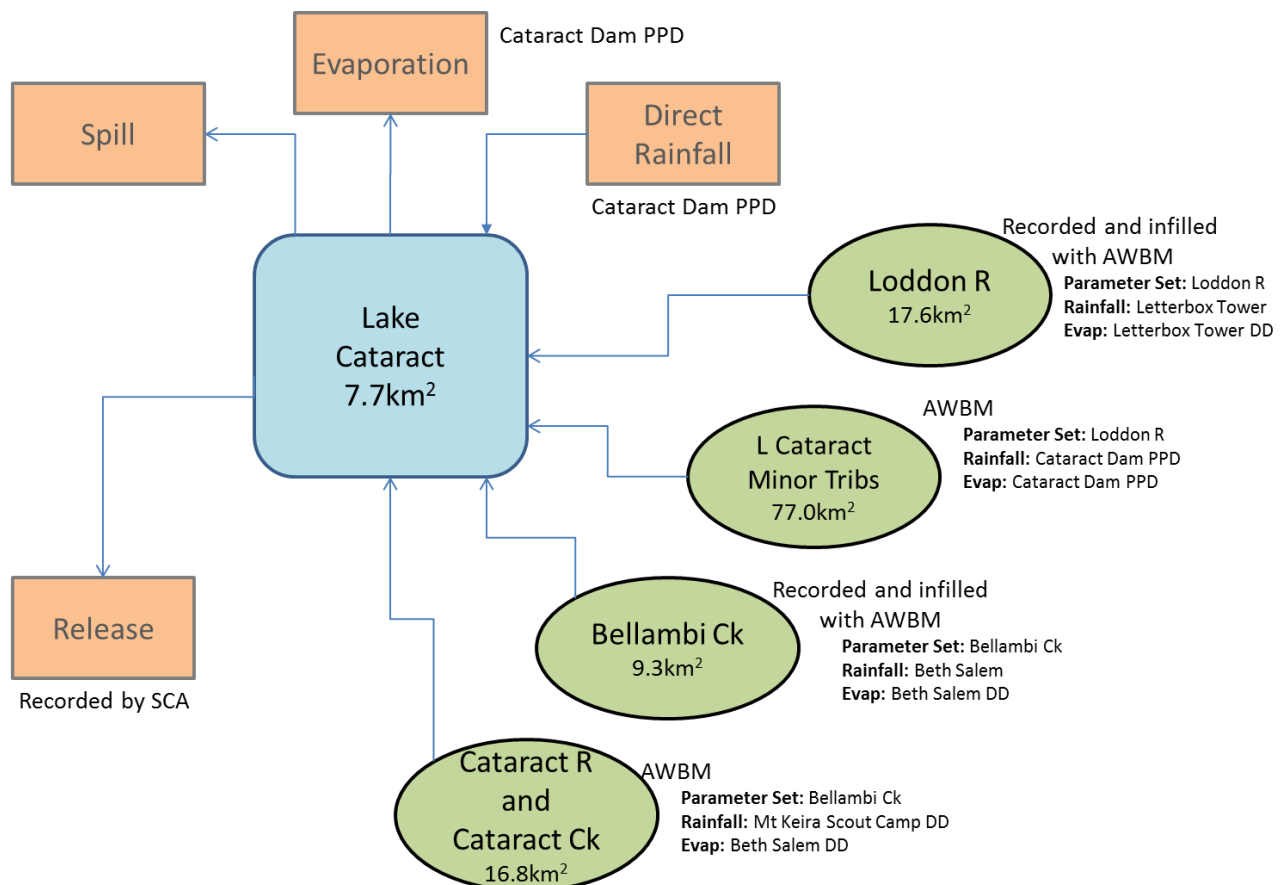 Cataract Dam PPD
Evaporation
Spill
Direct
Rainfall
Cataract Dam PPD
Lake
Cataract
7.7km²
Recorded and infilled
with AWBM
Parameter Set: Loddon R
Rainfall: Letterbox Tower
Evap: Letterbox Tower DD
Loddon R
17.6km²
AWBM
Parameter Set: Loddon R
Rainfall: Cataract Dam PPD
Evap: Cataract Dam PPD
L Cataract
Minor Tribs
77.0km²
Release
Recorded by SCA
Recorded and infilled
with AWBM
Parameter Set: Bellambi Ck
Rainfall: Beth Salem
Evap: Beth Salem DD
Bellambi Ck
9.3km²
Cataract R
and
Cataract Ck
16.8km²
AWBM
Parameter Set: Bellambi Ck
Rainfall: Mt Keira Scout Camp DD
Evap: Beth Salem DD